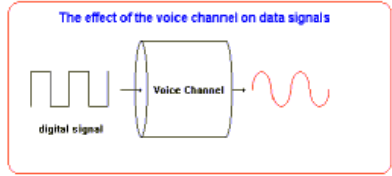 The effect of the voice channel on data signals
Voice Channel
digital signal